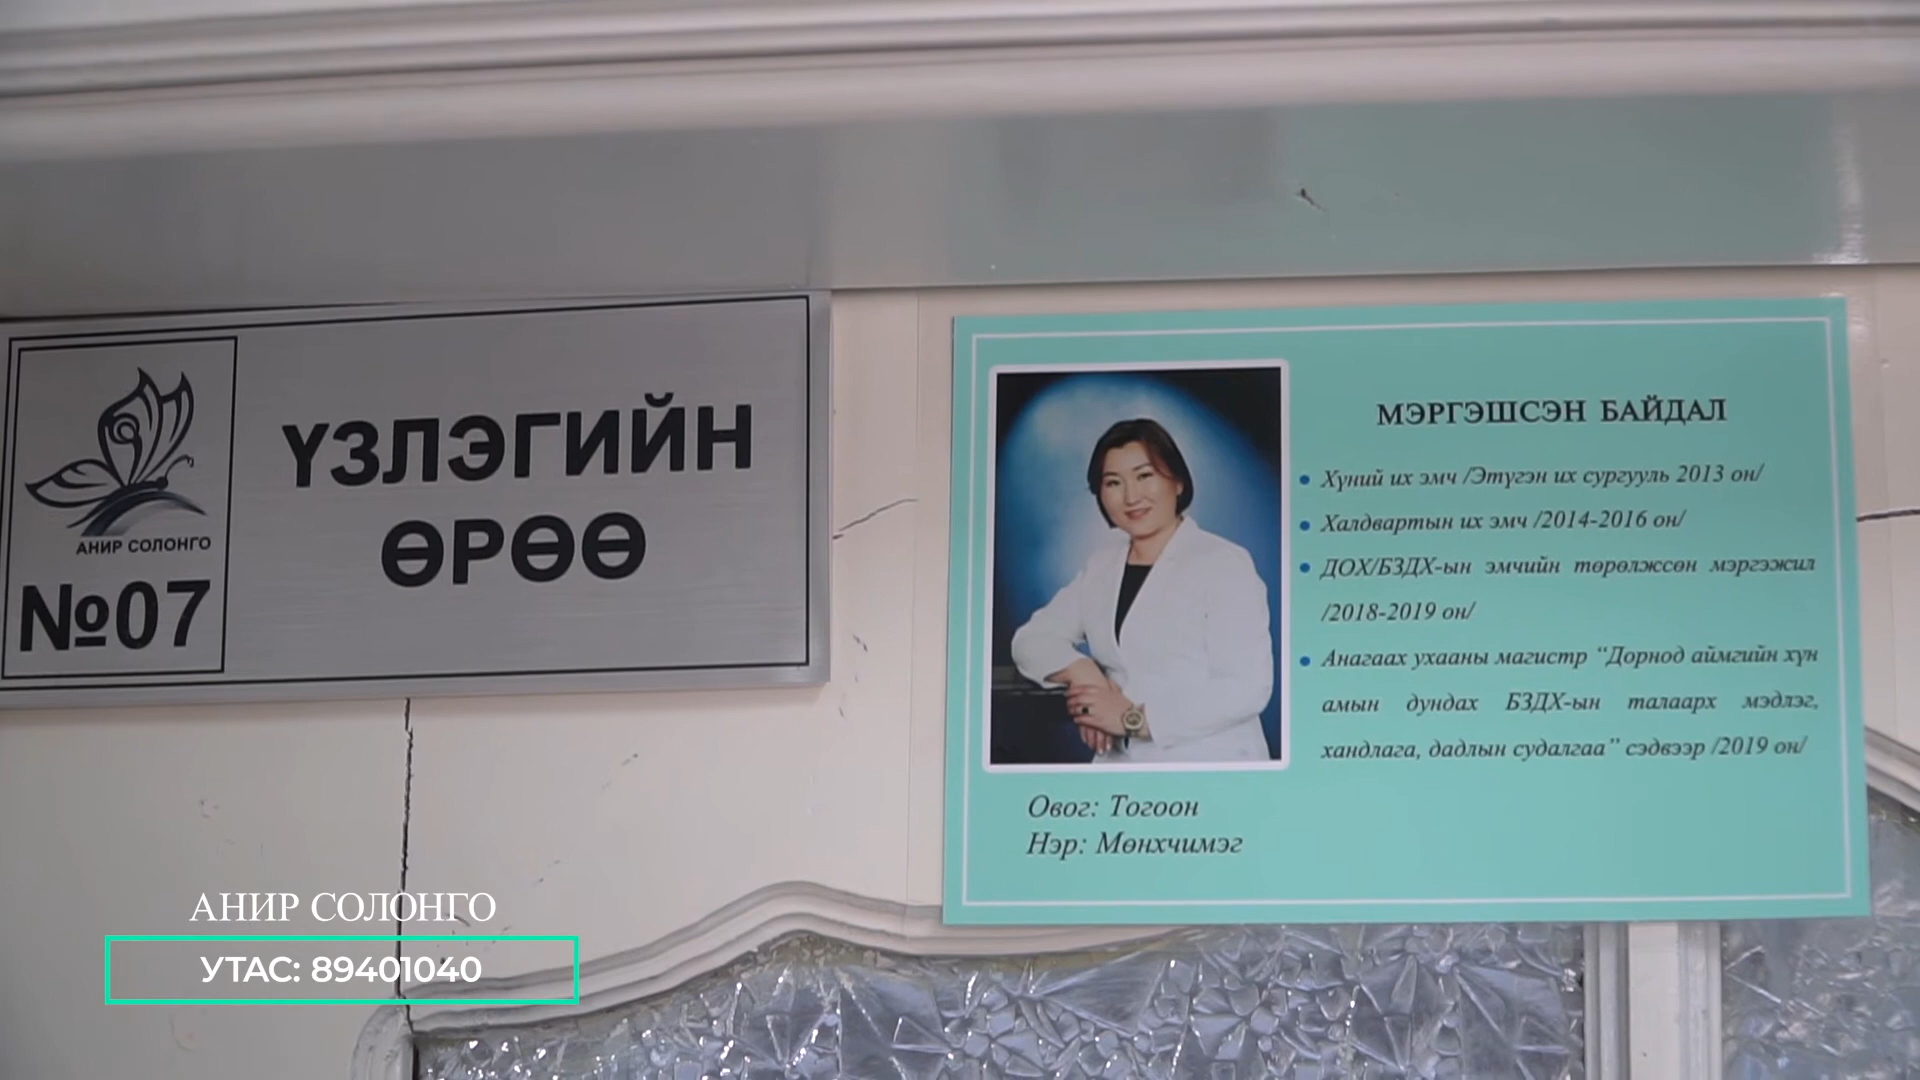 АНИР СОЛОНГО
№07
ҮЗЛЭГИЙН
ӨРӨӨ
МЭРГЭШСЭН БАЙДАЛ
• Хүний их эмч /Этүгэн их сургууль 2013 он/
• Халдвартын их эмч /2014-2016 он/
• ДОХ/БЗДХ-ын эмчийн төрөлжсөн мэргэжил
/2018-2019 он/
• Анагаах ухааны магистр “Дорнод аймгийн хүн
амын дундах БЗДХ-ын талаарх мэдлэг,
хандлага, дадлын судалгаа” сэдвээр /2019 он/
Овог: Тогоон
Нэр: Мөнхчимэг
АНИР СОЛОНГО
УТАС: 89401040